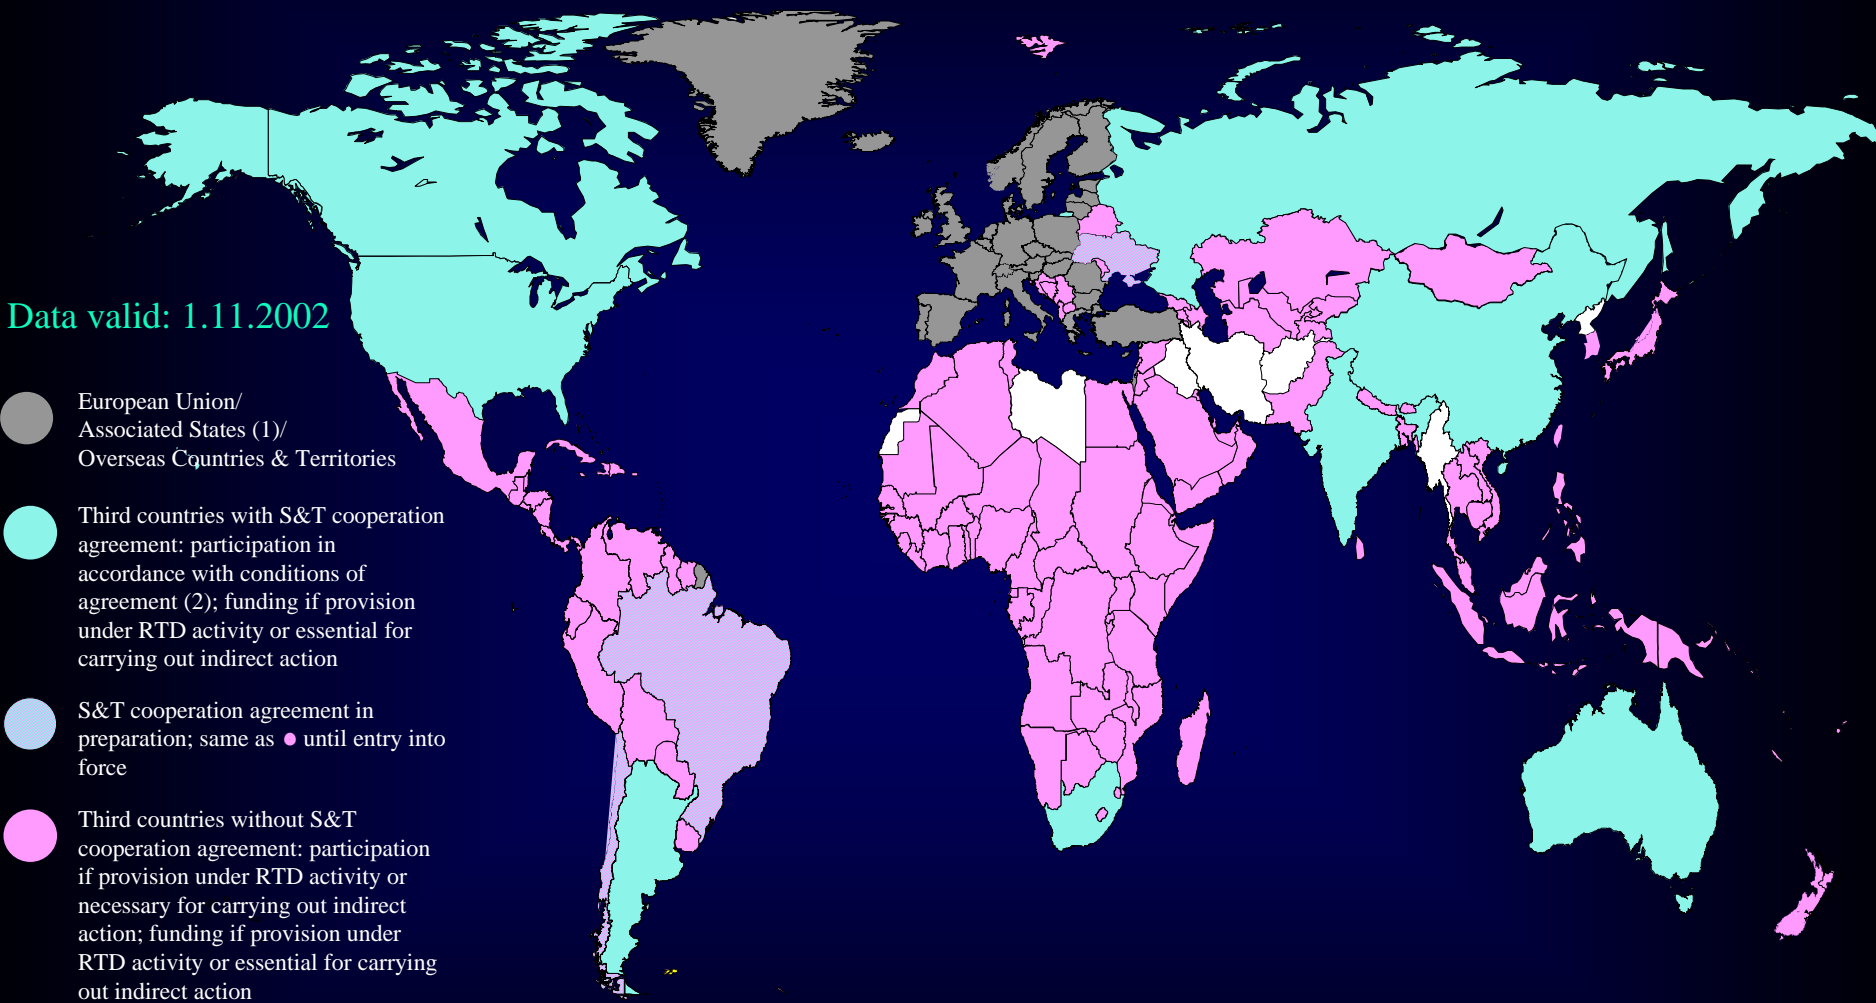 Data valid: 1.11.2002
European Union/
Associated States (1)/
Overseas Countries & Territories
Third countries with S&T cooperation
agreement: participation in
accordance with conditions of
agreement (2); funding if provision
under RTD activity or essential for
carrying out indirect action
S&T cooperation agreement in
preparation; same as ● until entry into
force
Third countries without S&T
cooperation agreement: participation
if provision under RTD activity or
necessary for carrying out indirect
action; funding if provision under
RTD activity or essential for carrying
out indirect action